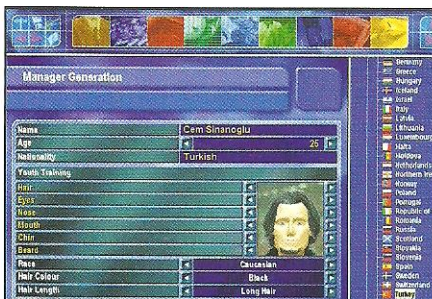 Manager Generation
Name Cem Sinanoglu
Age 25
Nationality Turkish
Youth Training
Hair
Eyes
Nose
Mouth
Chin
Beard
Race Caucasian
Hair Colour Black
Hair Length Long Hair
Germany
Greece
Hungary
Iceland
Israel
Italy
Latvia
Lithuania
Luxembourg
Malta
Moldova
Netherlands
Northern Ire
Norway
Poland
Portugal
Republic of
Romania
Russia
Scotland
Slovakia
Slovenia
Spain
Sweden
Switzerland
Turkey